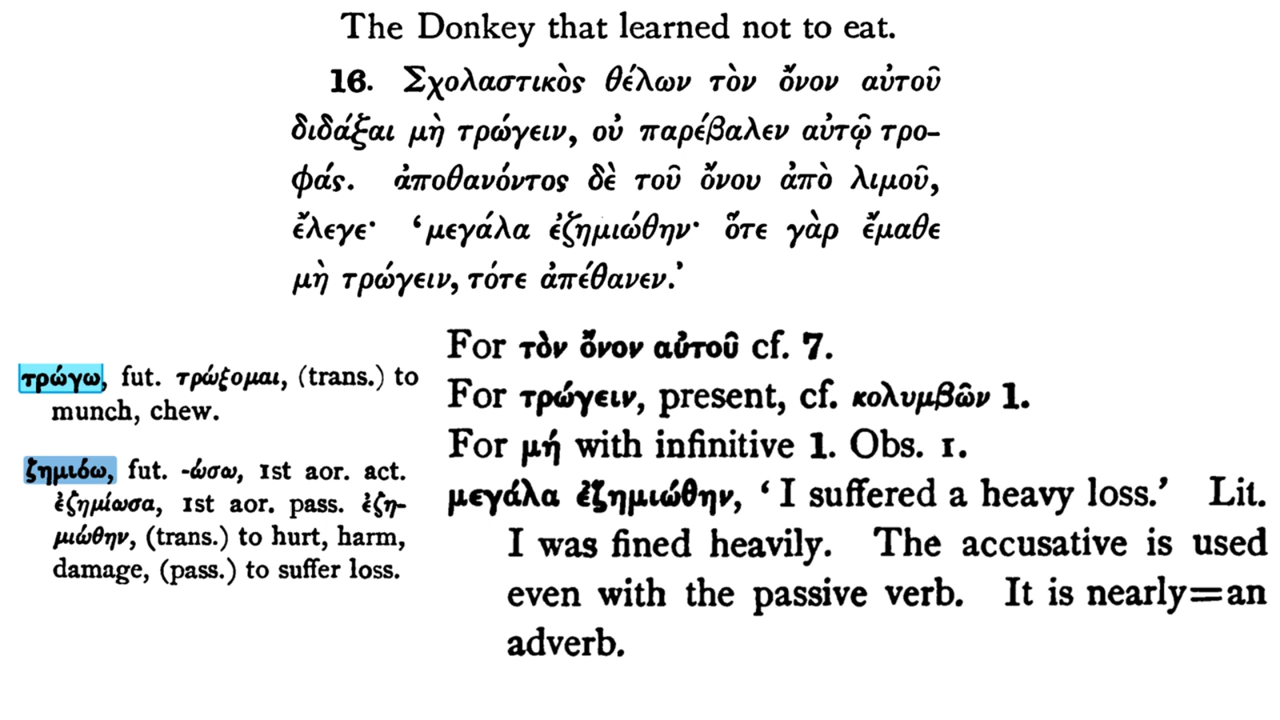 The Donkey that learned not to eat.
16. Σχολαστικὸς θέλων τὸν ὄνον αὐτοῦ
διδάξαι μὴ τρώγειν, οὐ παρέβαλεν αὐτῷ τρο-
φάς. ἀποθανόντος δὲ τοῦ ὄνου ἀπὸ λιμοῦ,
ἔλεγε· ‘μεγάλα ἐζημιώθην· ὅτε γὰρ ἔμαθε
μὴ τρώγειν, τότε ἀπέθανεν.’
τρώγω, fut. τρώξομαι, (trans.) to
munch, chew.
ζημιόω, fut. -ώσω, 1st aor. act.
ἐζημίωσα, 1st aor. pass. ἐζη-
μιώθην, (trans.) to hurt, harm,
damage, (pass.) to suffer loss.
For τὸν ὄνον αὐτοῦ cf. 7.
For τρώγειν, present, cf. κολυμβῶν 1.
For μή with infinitive 1. Obs. 1.
μεγάλα ἐζημιώθην, ‘I suffered a heavy loss.’ Lit.
I was fined heavily. The accusative is used
even with the passive verb. It is nearly=an
adverb.